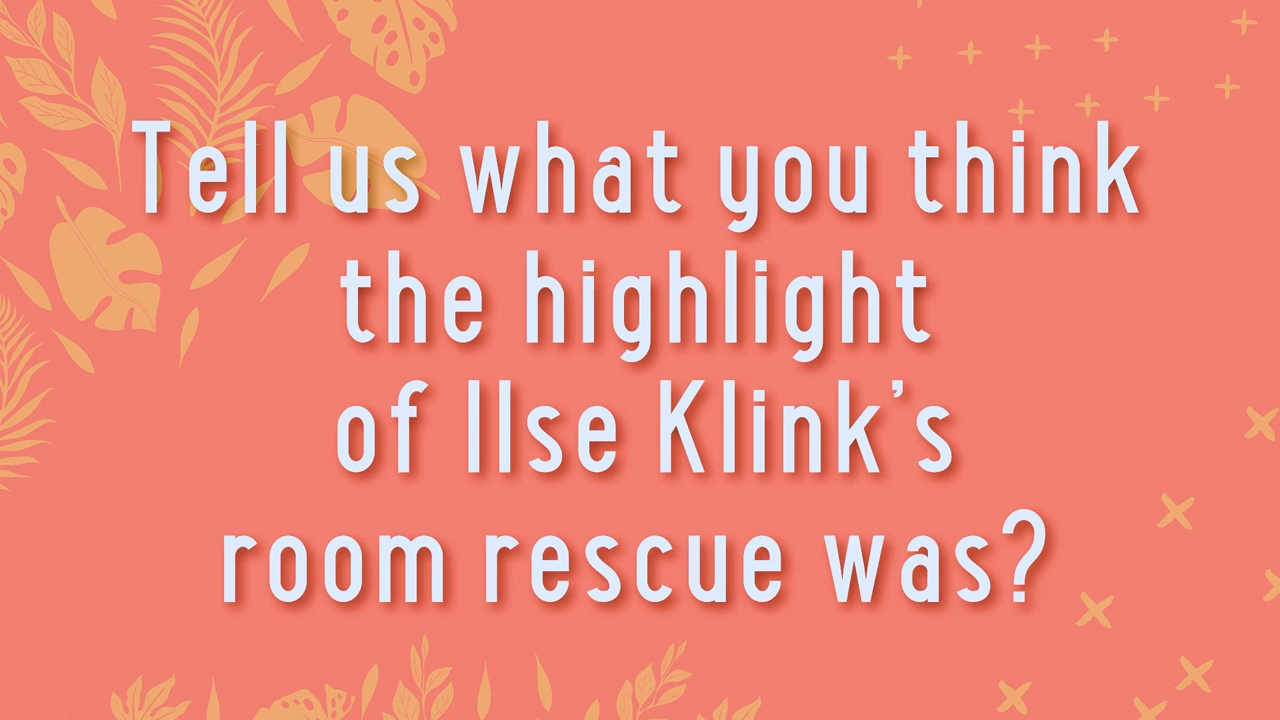 Tell us what you think
the highlight
of Ilse Klink’s
room rescue was?